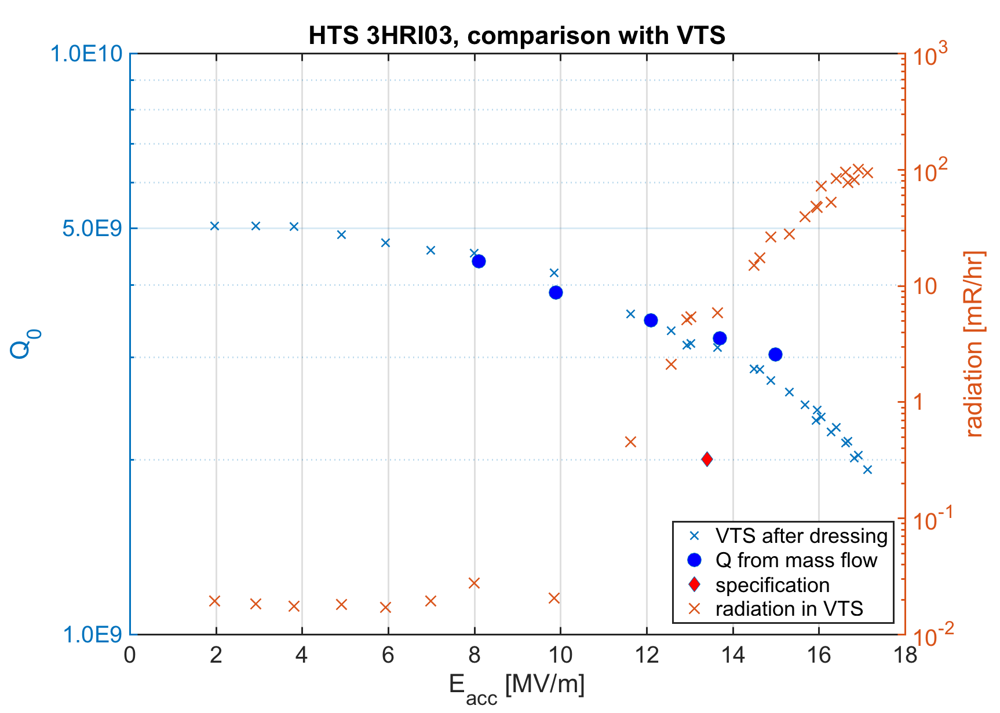 HTS 3HRI03, comparison with VTS
1.0E10
5.0E9
1.0E9
Q0
10^3
10^2
10
1
10^-1
10^-2
radiation [mR/hr]
VTS after dressing
Q from mass flow
specification
radiation in VTS
0 2 4 6 8 10 12 14 16 18
Eacc [MV/m]